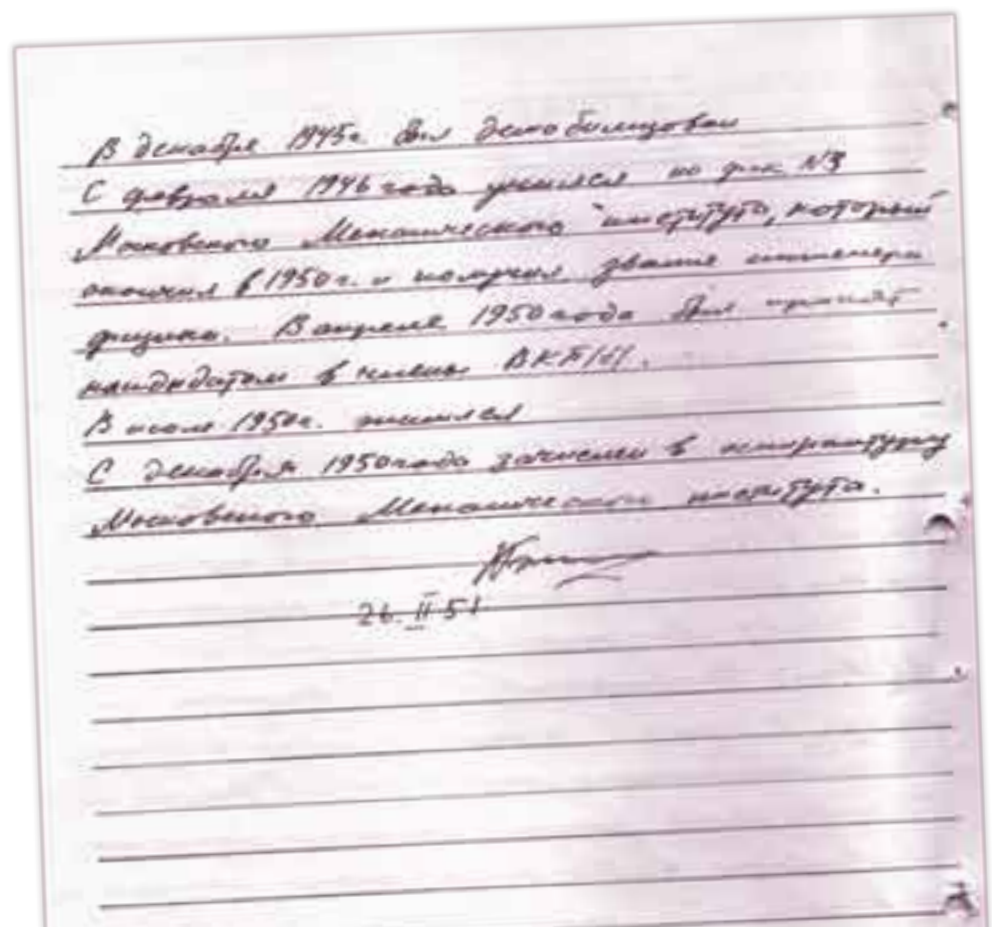 В декабре 1945г. был демобилизован
С февраля 1946 года учился на фак. №3
Московского Механического института, который
окончил в 1950г. и получил звание инженера
физика. В апреле 1950 года был принят
кандидатом в члены ВКП/б/.
В июле 1950г. женился
С декабря 1950 года зачислен в аспирантуру
Московского Механического института.
26. II 51